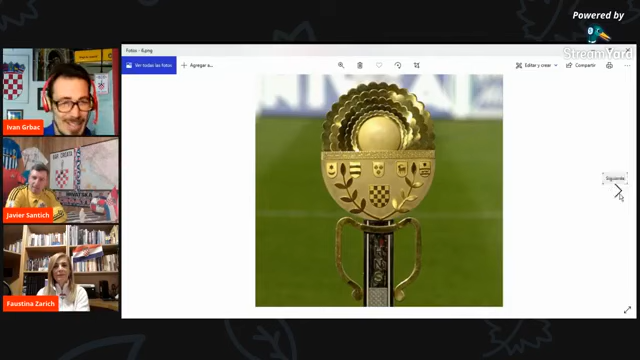 Powered by
StreamYard
Fotos - 6.png
Ver todas las fotos
Agregar a...
Editar y crear
Compartir
Siguiente
Ivan Grbac
Javier Santich
Faustina Zarich